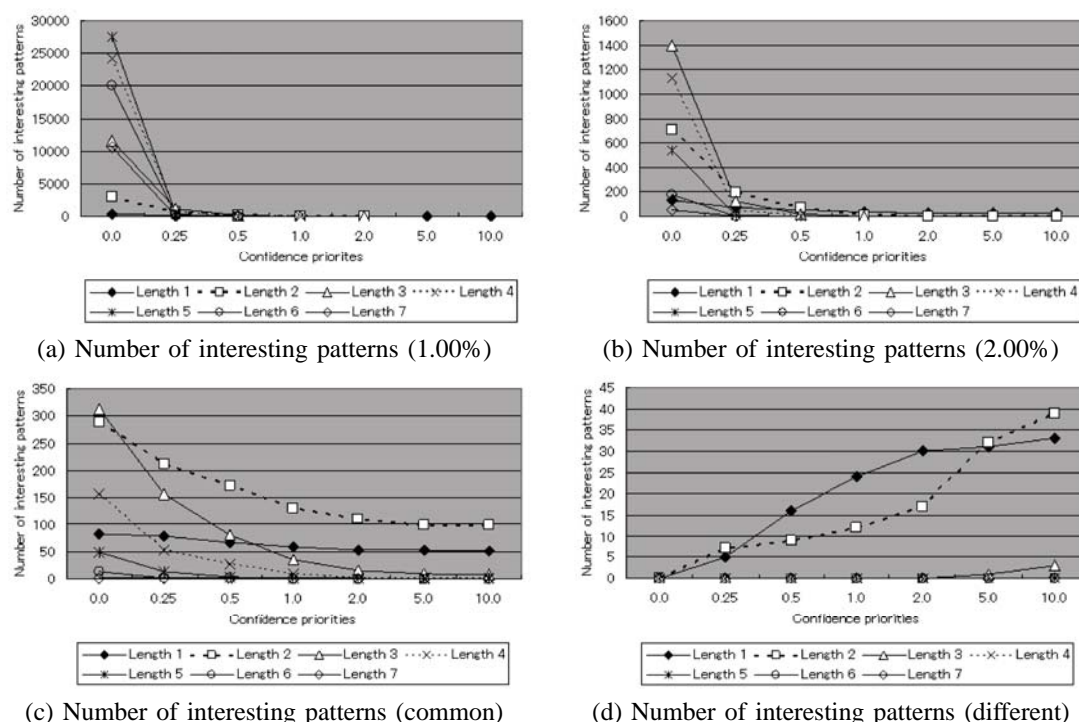 30000
25000
20000
15000
10000
5000
0
Number of interesting patterns
0.0 0.25 0.5 1.0 2.0 5.0 10.0
Confidence priorites
Length 1 Length 2 Length 3 Length 4
Length 5 Length 6 Length 7
(a) Number of interesting patterns (1.00%)
1600
1400
1200
1000
800
600
400
200
0
Number of interesting patterns
0.0 0.25 0.5 1.0 2.0 5.0 10.0
Confidence priorities
Length 1 Length 2 Length 3 Length 4
Length 5 Length 6 Length 7
(b) Number of interesting patterns (2.00%)
350
300
250
200
150
100
50
0
Number of interesting patterns
0.0 0.25 0.5 1.0 2.0 5.0 10.0
Confidence priorities
Length 1 Length 2 Length 3 Length 4
Length 5 Length 6 Length 7
(c) Number of interesting patterns (common)
45
40
35
30
25
20
15
10
5
0
Number of interesting patterns
0.0 0.25 0.5 1.0 2.0 5.0 10.0
Confidence priorities
Length 1 Length 2 Length 3 Length 4
Length 5 Length 6 Length 7
(d) Number of interesting patterns (different)